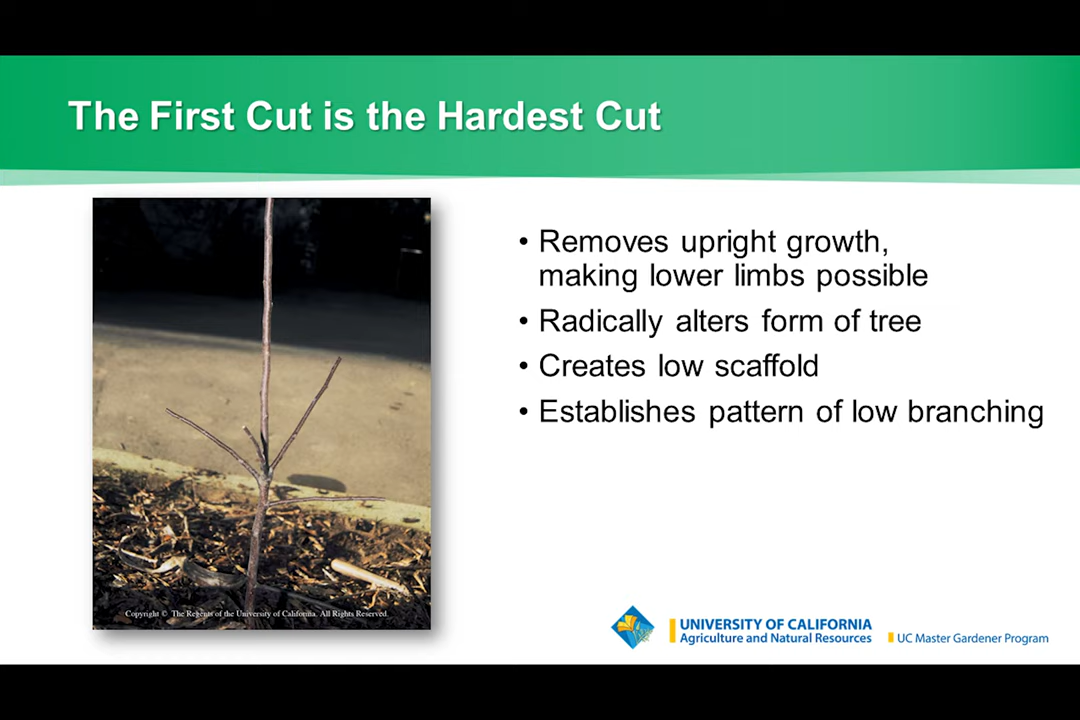 The First Cut is the Hardest Cut
• Removes upright growth,
making lower limbs possible
• Radically alters form of tree
• Creates low scaffold
• Establishes pattern of low branching
Copyright © The Regents of the University of California. All Rights Reserved.
UNIVERSITY OF CALIFORNIA
Agriculture and Natural Resources
UC Master Gardener Program